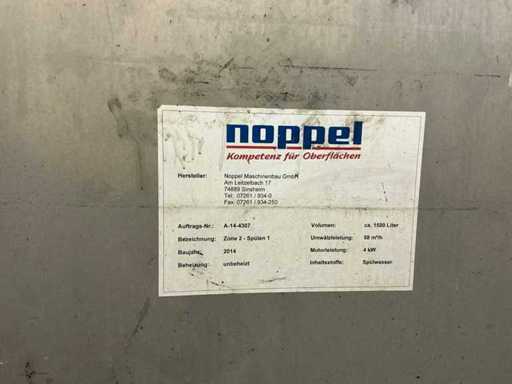 noppel
Kompetenz für Oberflächen
Hersteller: Noppel Maschinenbau GmbH
Am Leitzelbach 17
74889 Sinsheim
Tel: 07261 / 934-0
Fax: 07261 / 934-250
Auftrags-Nr.: A-14-4307 Volumen: ca. 1500 Liter
Bezeichnung: Zone 2 - Spülen 1 Umwälzleistung: 50 m³/h
Baujahr: 2014 Motorleistung: 4 kW
Beheizung: unbeheizt Inhaltsstoffe: Spülwasser